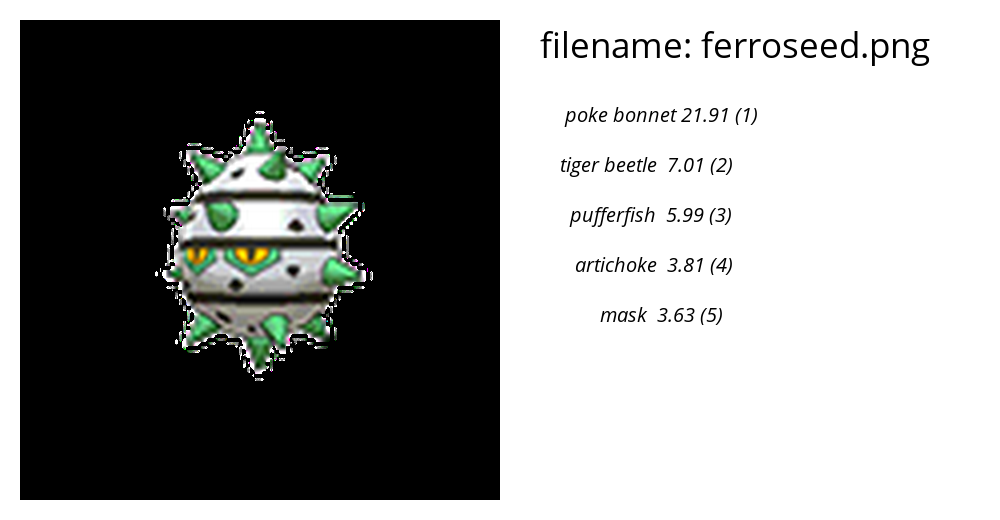 filename: ferroseed.png
poke bonnet 21.91 (1)
tiger beetle 7.01 (2)
pufferfish 5.99 (3)
artichoke 3.81 (4)
mask 3.63 (5)